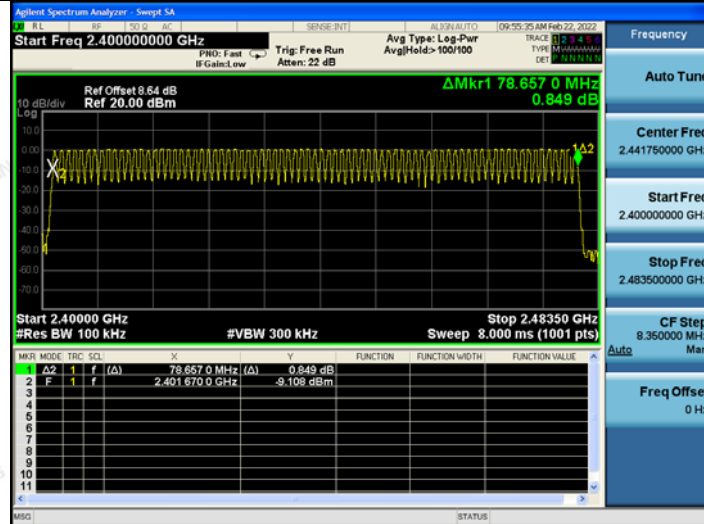 Agilent Spectrum Analyzer - Swept SA
RL RF 50 Ω AC SENSE:INT ALIGNAUTO 09:55:35 AM Feb 22, 2022
Start Freq 2.400000000 GHz
PNO: Fast
IFGain:Low
Trig: Free Run
Atten: 22 dB
Avg Type: Log-Pwr
Avg|Hold:>100/100
TRACE 1 2 3 4 5 6
TYPE M
DET P N N N N N
Ref Offset 8.64 dB
Ref 20.00 dBm
10 dB/div
Log
ΔMkr1 78.657 0 MHz
0.849 dB
10.0
0.00
-10.0
-20.0
-30.0
-40.0
-50.0
-60.0
-70.0
X2
1Δ2
Start 2.40000 GHz
Stop 2.48350 GHz
#Res BW 100 kHz
#VBW 300 kHz
Sweep 8.000 ms (1001 pts)
MKR MODE TRC SCL X Y FUNCTION FUNCTION WIDTH FUNCTION VALUE
1 Δ2 1 f (Δ) 78.657 0 MHz (Δ) 0.849 dB
2 F 1 f 2.401 670 0 GHz -9.108 dBm
3
4
5
6
7
8
9
10
11
MSG
STATUS
Frequency
Auto Tune
Center Freq
2.441750000 GHz
Start Freq
2.400000000 GHz
Stop Freq
2.483500000 GHz
CF Step
8.350000 MHz
Auto Man
Freq Offset
0 Hz